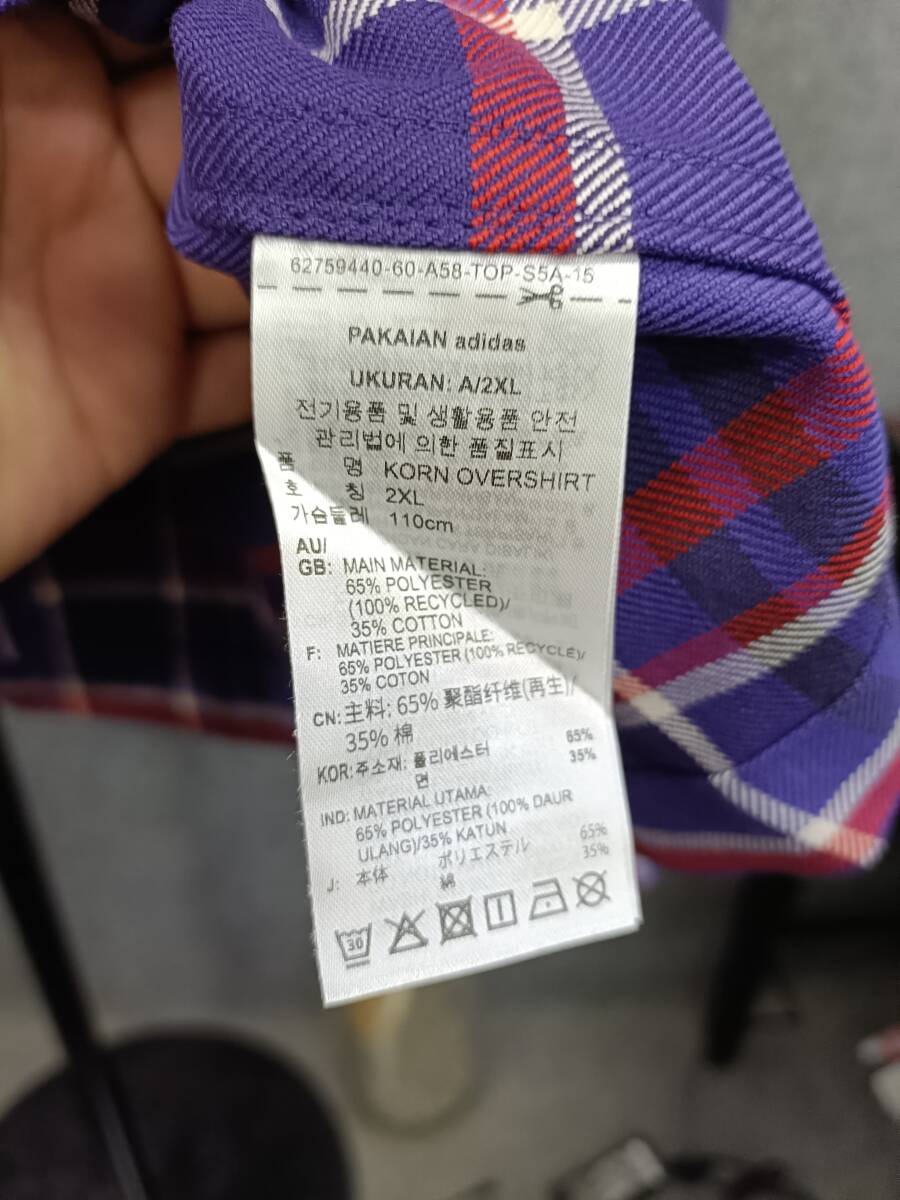 62759440-60-A58-TOP-S5A-15
PAKAIAN adidas
UKURAN: A/2XL
전기용품 및 생활용품 안전
관리법에 의한 품질표시
품 명 KORN OVERSHIRT
호 칭 2XL
가슴둘레 110cm
AU/
GB: MAIN MATERIAL:
65% POLYESTER
(100% RECYCLED)/
35% COTTON
F: MATIERE PRINCIPALE:
65% POLYESTER (100% RECYCLÉ)/
35% COTON
CN: 主料: 65% 聚酯纤维(再生)/
35% 棉
KOR: 주소재: 폴리에스터 65%
면 35%
IND: MATERIAL UTAMA:
65% POLYESTER (100% DAUR
ULANG)/35% KATUN
J: 本体 ポリエステル 65%
綿 35%
30